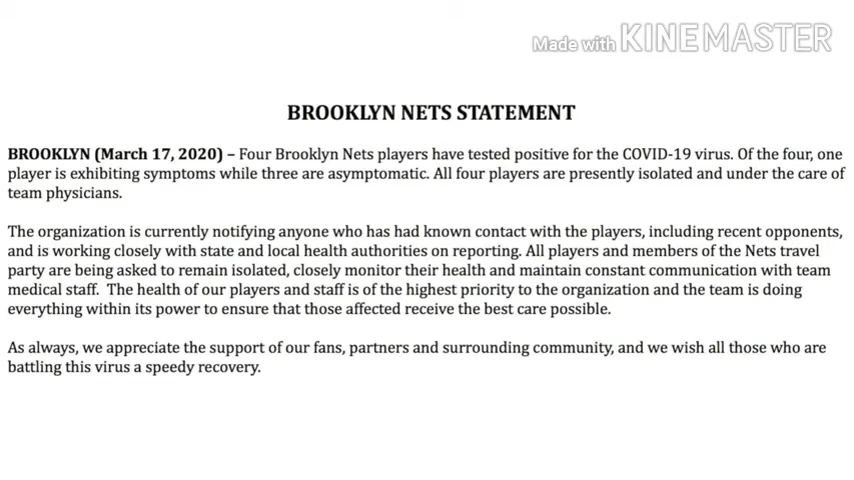 Made with KINEMASTER
BROOKLYN NETS STATEMENT
BROOKLYN (March 17, 2020) – Four Brooklyn Nets players have tested positive for the COVID-19 virus. Of the four, one
player is exhibiting symptoms while three are asymptomatic. All four players are presently isolated and under the care of
team physicians.
The organization is currently notifying anyone who has had known contact with the players, including recent opponents,
and is working closely with state and local health authorities on reporting. All players and members of the Nets travel
party are being asked to remain isolated, closely monitor their health and maintain constant communication with team
medical staff. The health of our players and staff is of the highest priority to the organization and the team is doing
everything within its power to ensure that those affected receive the best care possible.
As always, we appreciate the support of our fans, partners and surrounding community, and we wish all those who are
battling this virus a speedy recovery.